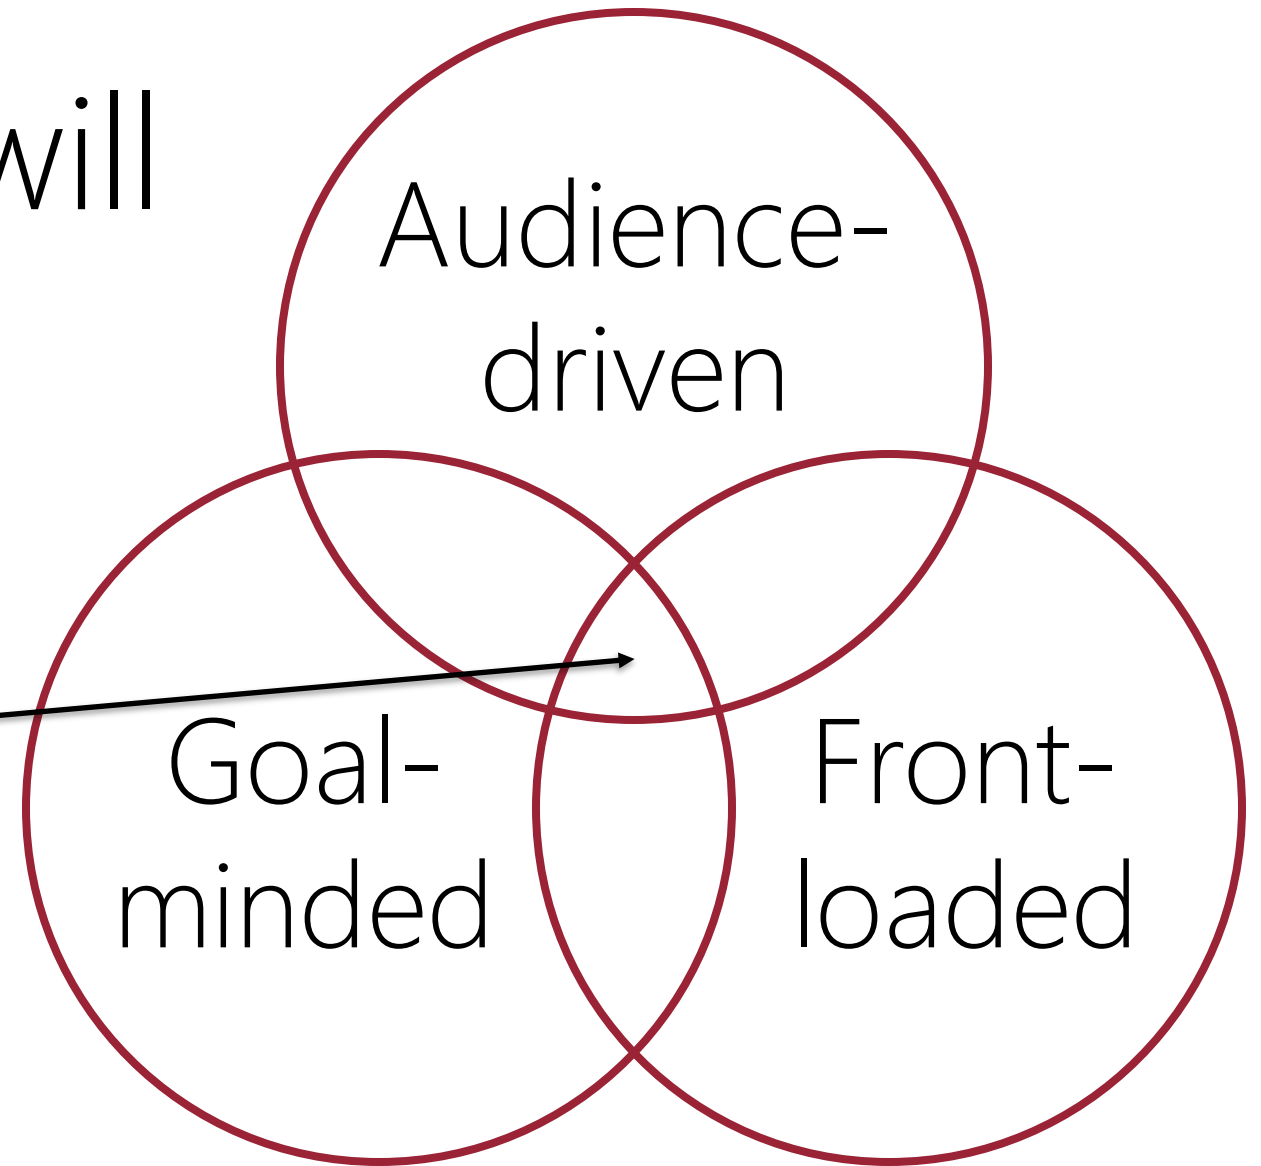 will
Audience-
driven
Goal-
minded
Front-
loaded